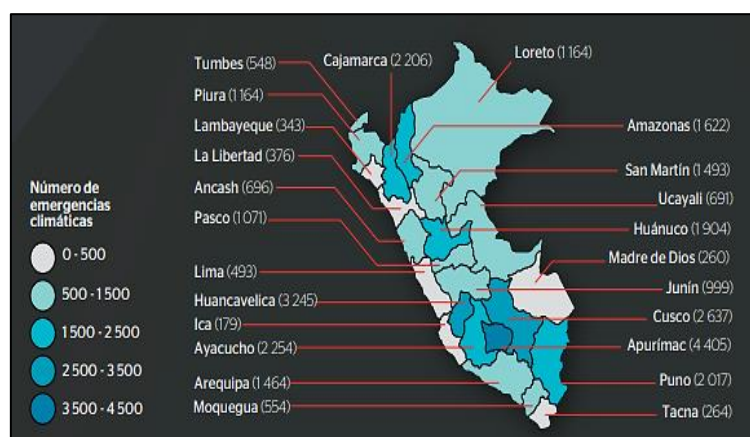 Tumbes (548)
Piura (1 164)
Lambayeque (343)
La Libertad (376)
Ancash (696)
Pasco (1 071)
Lima (493)
Huancavelica (3 245)
Ica (179)
Ayacucho (2 254)
Arequipa (1 464)
Moquegua (554)
Cajamarca (2 206)
Loreto (1 164)
Amazonas (1 622)
San Martín (1 493)
Ucayali (691)
Huánuco (1 904)
Madre de Dios (260)
Junín (999)
Cusco (2 637)
Apurímac (4 405)
Puno (2 017)
Tacna (264)
Número de
emergencias
climáticas
0 - 500
500 - 1500
1500 - 2500
2 500 - 3 500
3 500 - 4 500